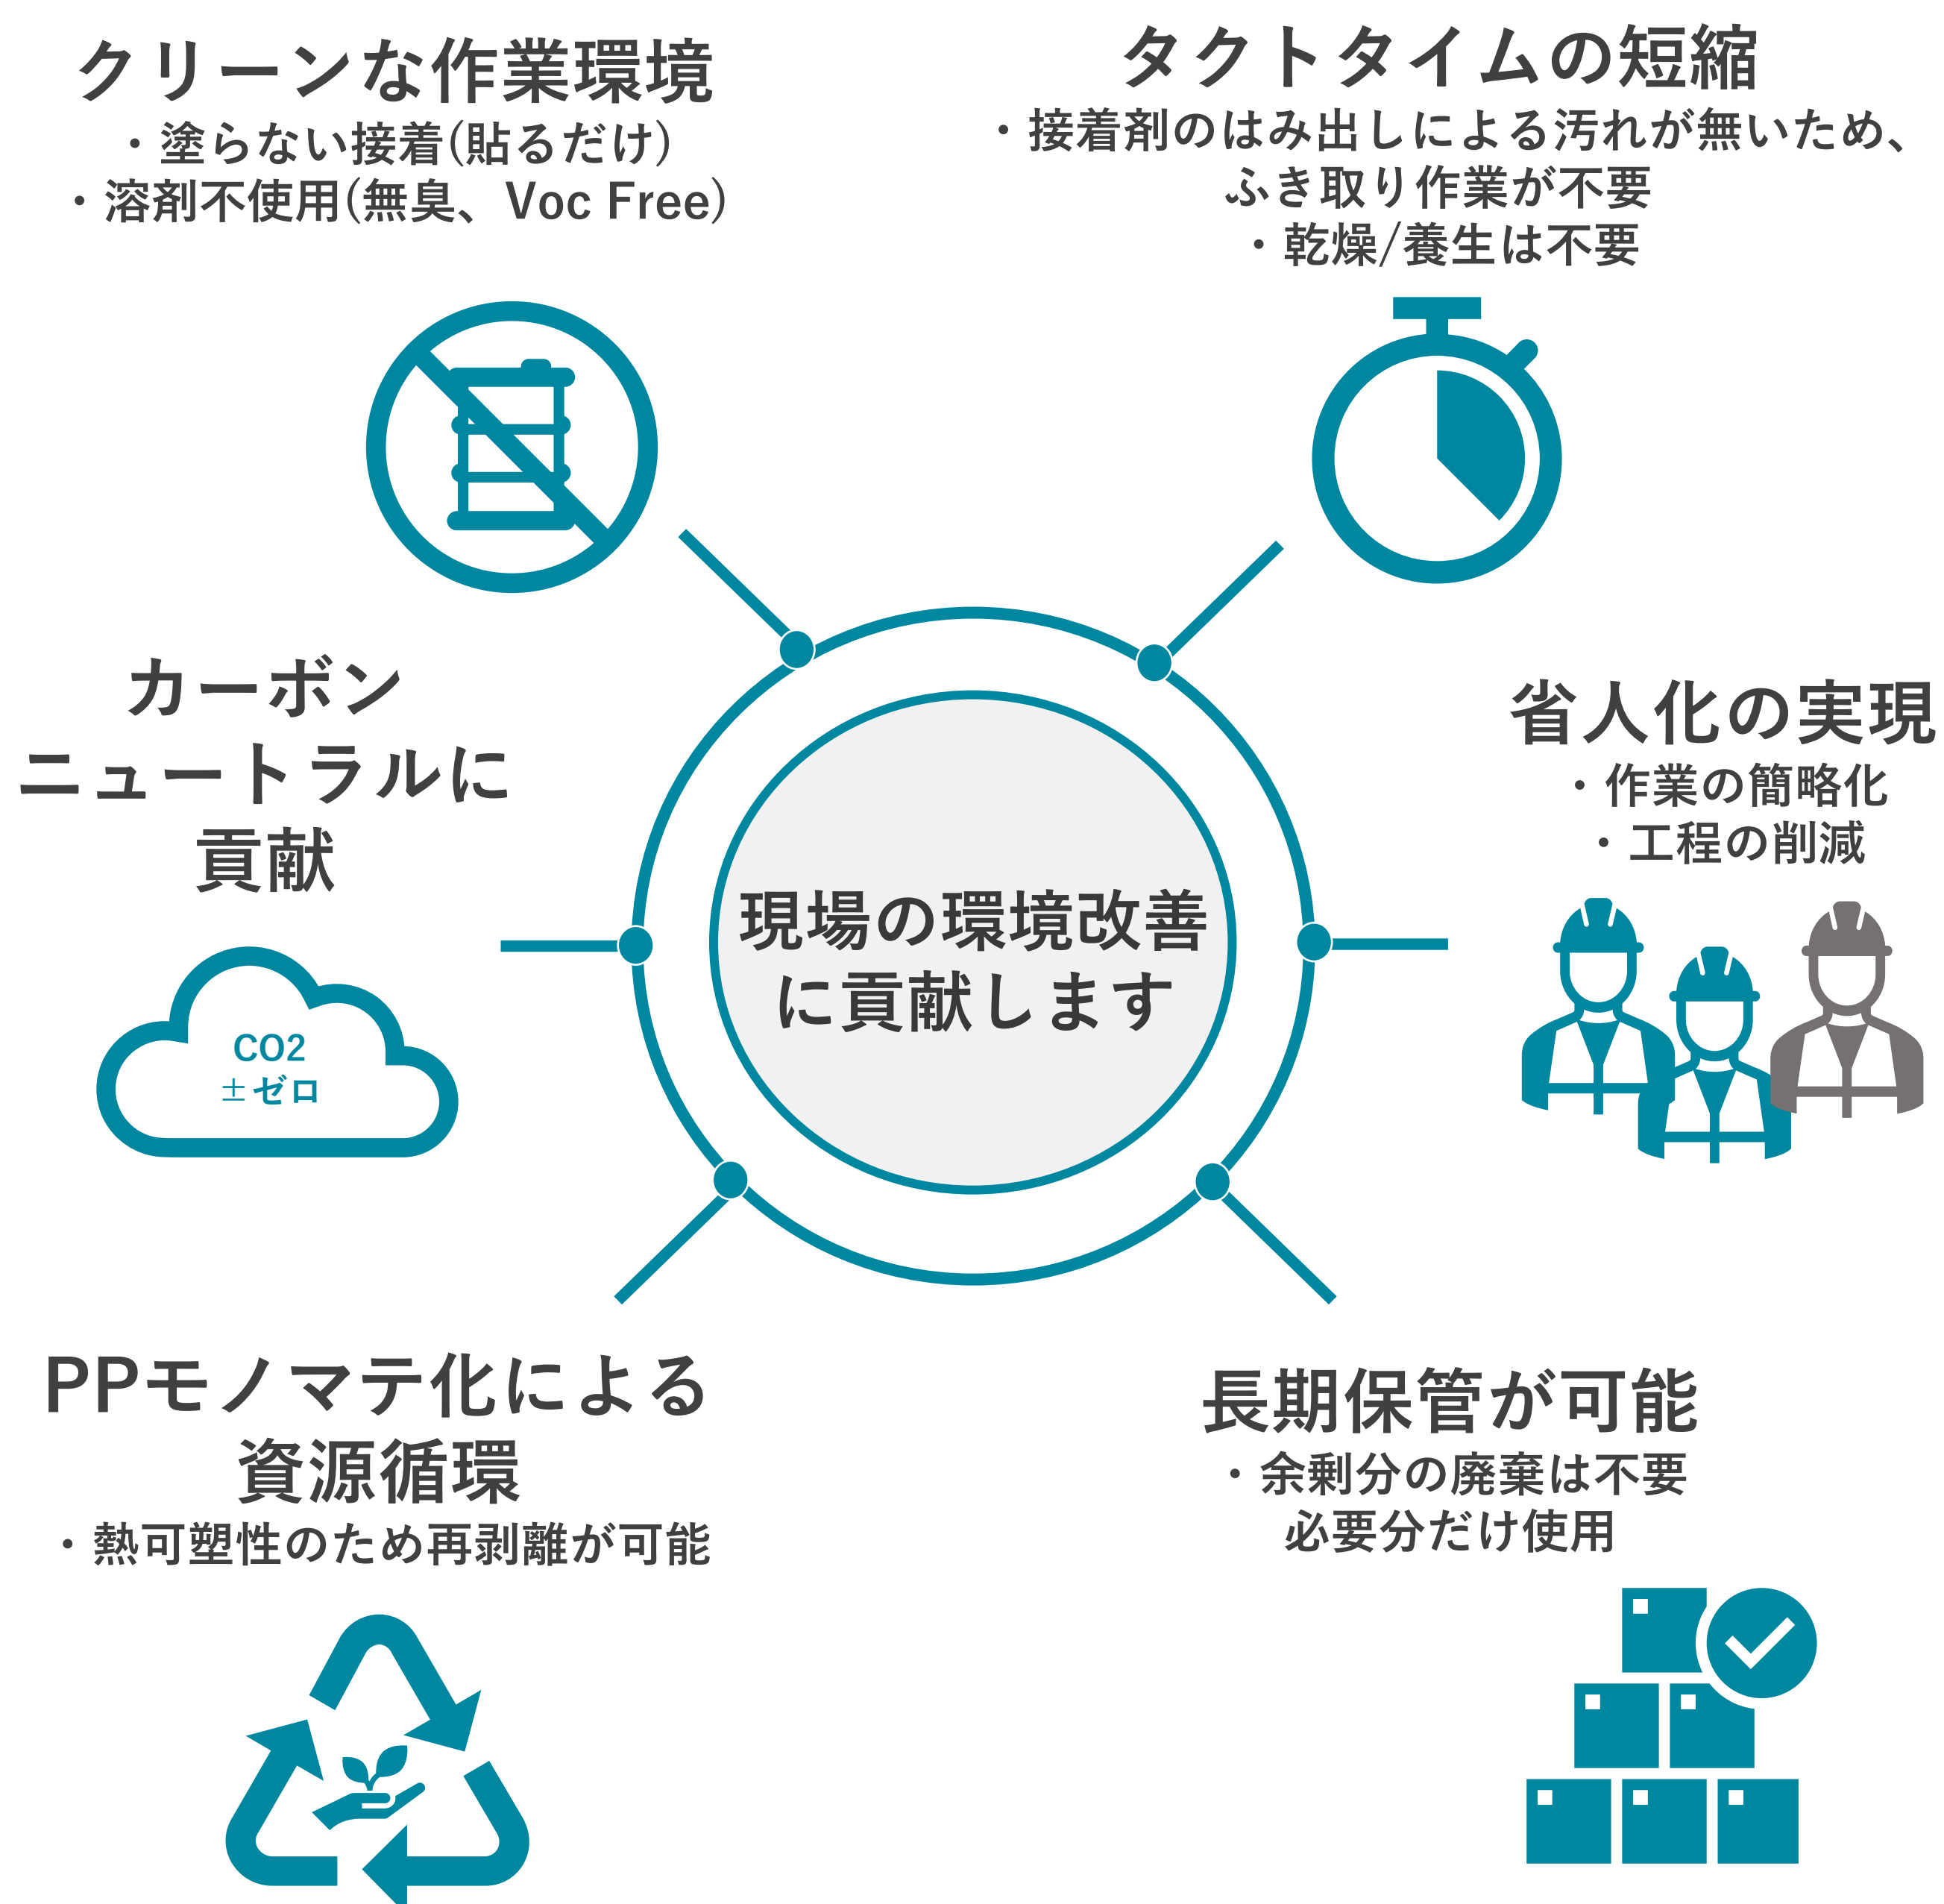 クリーンな作業環境
・塗らない接着(貼るだけ)
・溶剤不使用(無臭、Voc Free)
タクトタイムの短縮
・接着剤のはみ出しによる汚れが無いため、
ふき取り作業が不要
・乾燥/養生は不要
カーボン
ニュートラルに
貢献
CO2
±ゼロ
現場の環境改善
に貢献します
省人化の実現
・作業の簡略化
・工程の削減
PPモノマテ化による
資源循環
・熱可塑性のため再剥離が可能
長期保管が可能
・余剰分の廃棄は不要
必要分だけ使用